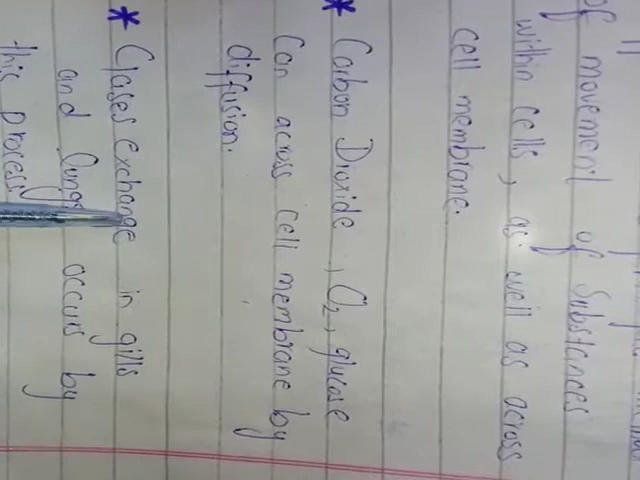 of movement of Substances
within cells, as well as across
cell membrane.
* Carbon Dioxide, O2, glucose
Can across cell membrane by
diffusion.
* Gases exchange in gills
and lungs occurs by
this process.